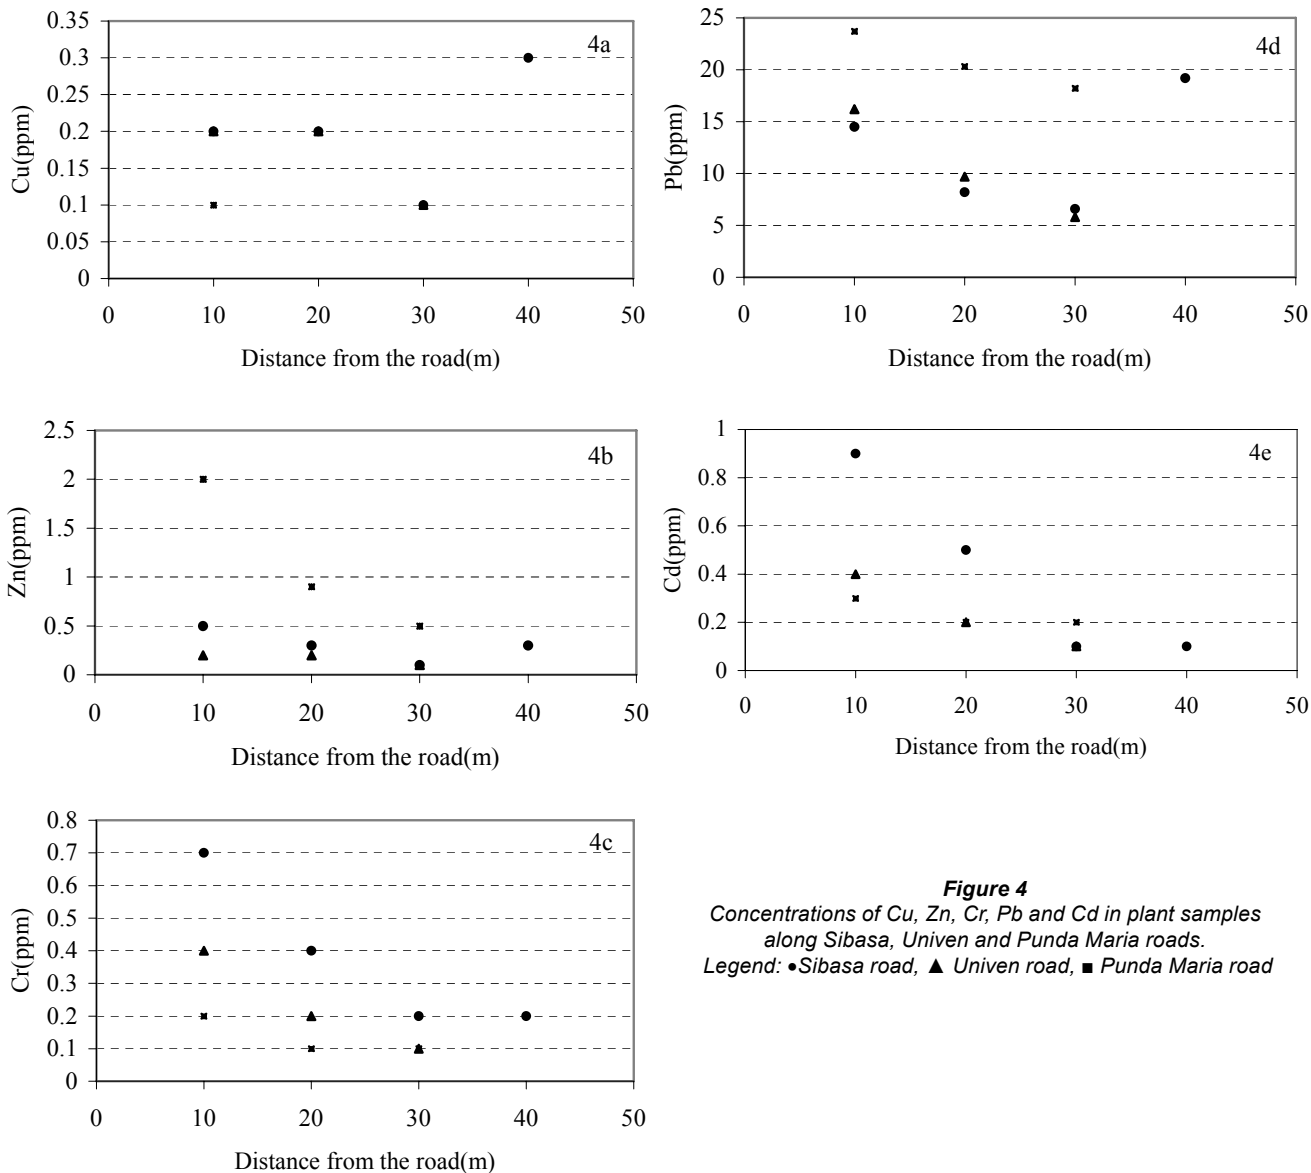 4a
Cu(ppm)
0.35
0.3
0.25
0.2
0.15
0.1
0.05
0
0 10 20 30 40 50
Distance from the road(m)
4d
Pb(ppm)
25
20
15
10
5
0
0 10 20 30 40 50
Distance from the road(m)
4b
Zn(ppm)
2.5
2
1.5
1
0.5
0
0 10 20 30 40 50
Distance from the road(m)
4e
Cd(ppm)
1
0.8
0.6
0.4
0.2
0
0 10 20 30 40 50
Distance from the road(m)
4c
Cr(ppm)
0.8
0.7
0.6
0.5
0.4
0.3
0.2
0.1
0
0 10 20 30 40 50
Distance from the road(m)
Figure 4
Concentrations of Cu, Zn, Cr, Pb and Cd in plant samples
along Sibasa, Univen and Punda Maria roads.
Legend: ●Sibasa road, ▲ Univen road, ■ Punda Maria road